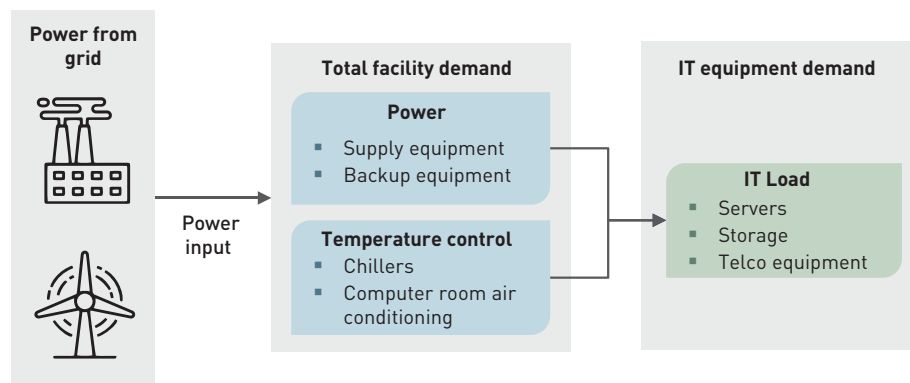 Power from
grid
Power
input
Total facility demand
Power
▪ Supply equipment
▪ Backup equipment
Temperature control
▪ Chillers
▪ Computer room air
conditioning
IT equipment demand
IT Load
▪ Servers
▪ Storage
▪ Telco equipment